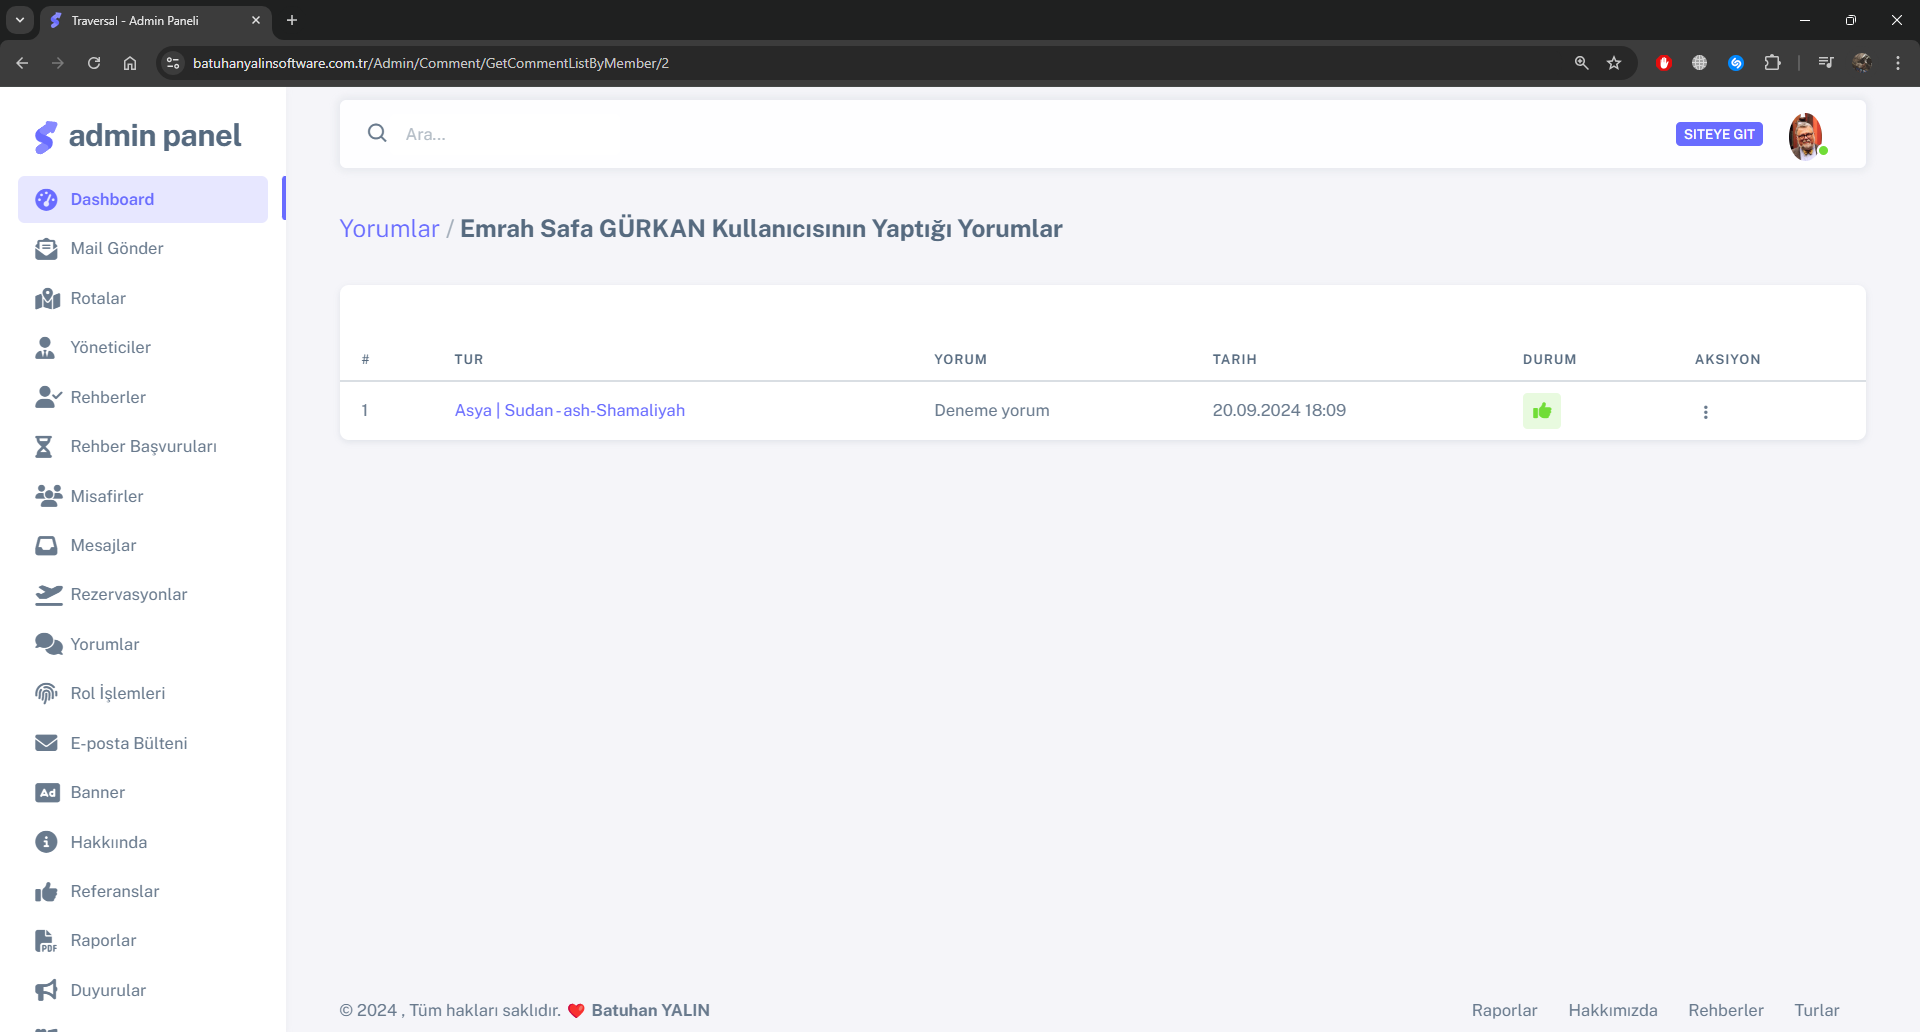 Traversal - Admin Paneli
batuhanyalinsoftware.com.tr/Admin/Comment/GetCommentListByMember/2
admin panel
Ara...
SITEYE GIT
Dashboard
Mail Gönder
Rotalar
Yöneticiler
Rehberler
Rehber Başvuruları
Misafirler
Mesajlar
Rezervasyonlar
Yorumlar
Rol İşlemleri
E-posta Bülteni
Ad Banner
Hakkıında
Referanslar
PDF Raporlar
Duyurular
Yorumlar / Emrah Safa GÜRKAN Kullanıcısının Yaptığı Yorumlar
# TUR YORUM TARIH DURUM AKSIYON
1 Asya | Sudan - ash-Shamaliyah Deneme yorum 20.09.2024 18:09
© 2024 , Tüm hakları saklıdır. ❤️ Batuhan YALIN
Raporlar Hakkımızda Rehberler Turlar